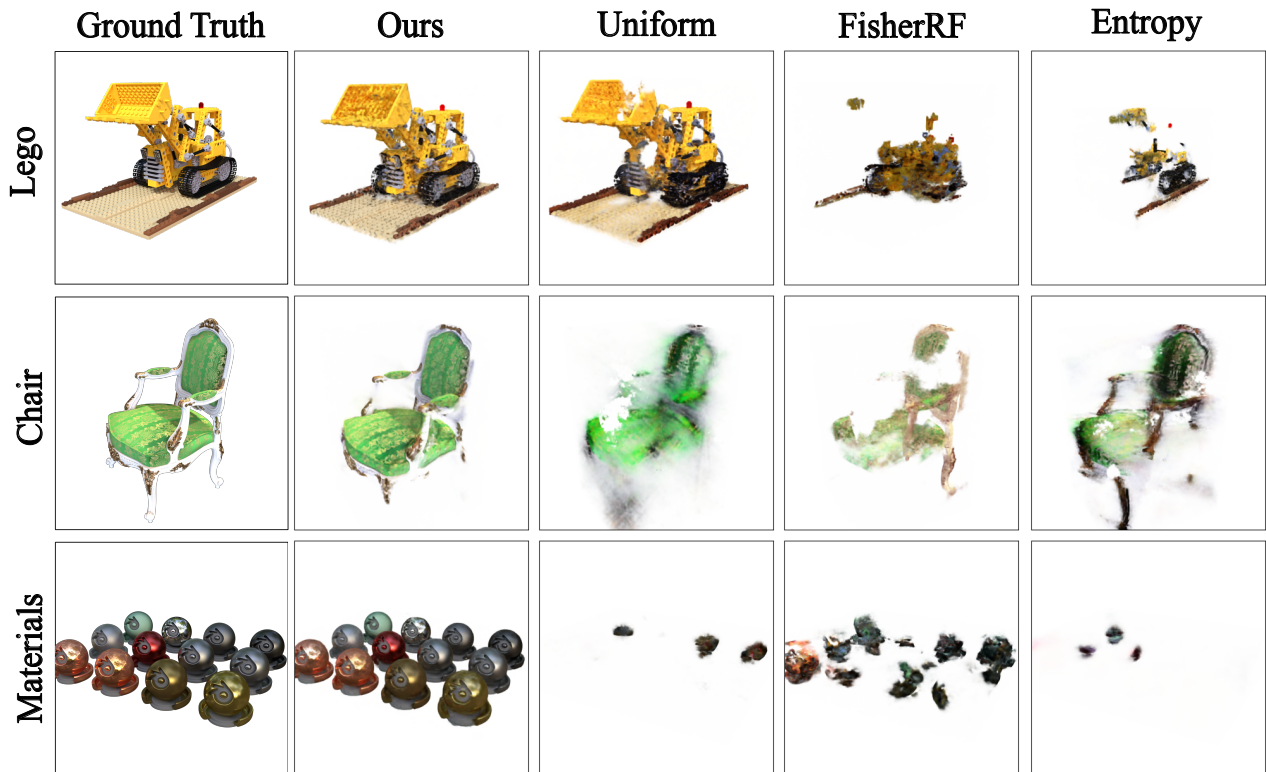 Ground Truth
Ours
Uniform
FisherRF
Entropy
Lego
Chair
Materials